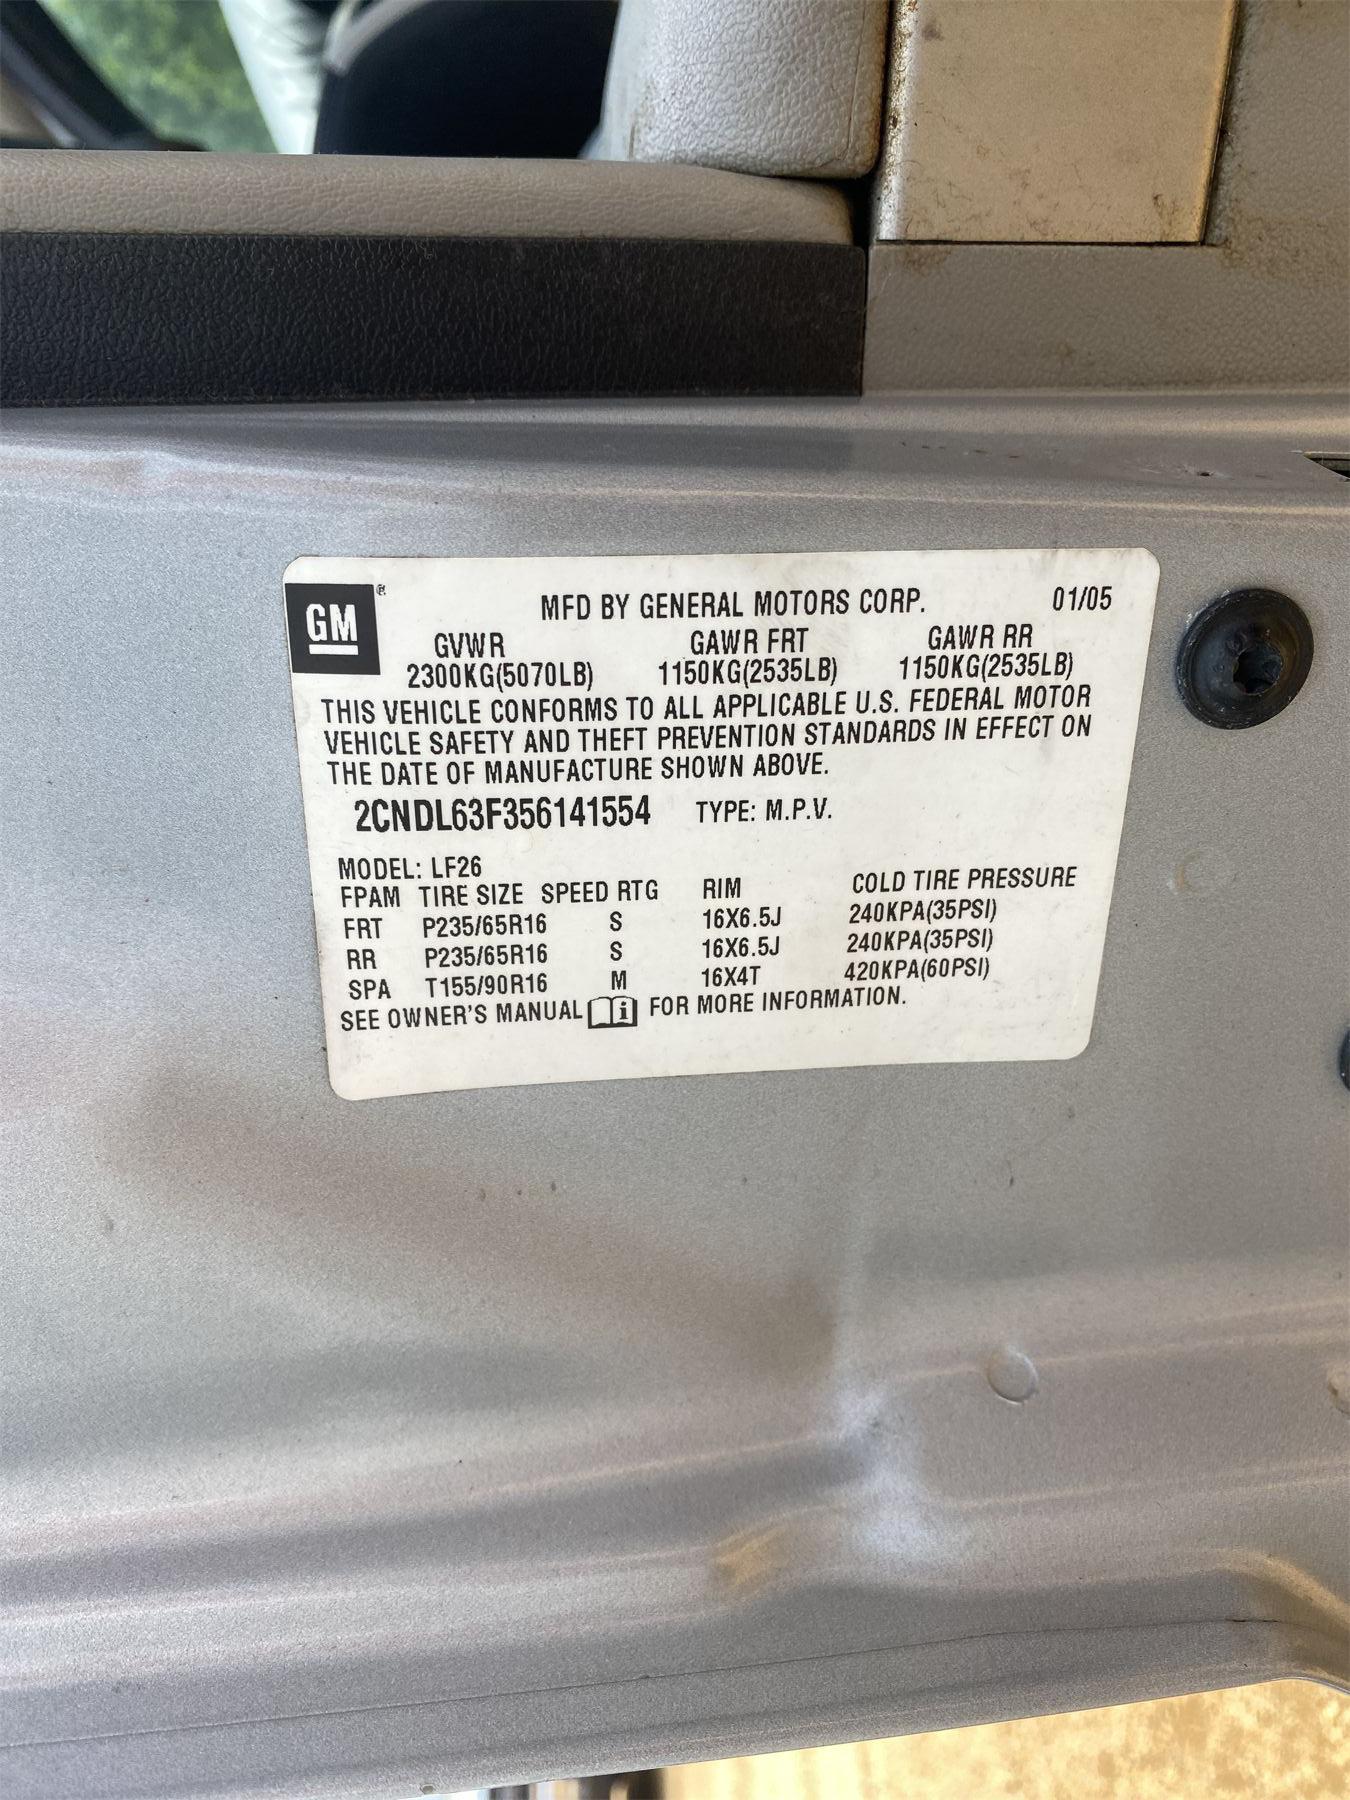 GM®
MFD BY GENERAL MOTORS CORP. 01/05
GVWR GAWR FRT GAWR RR
2300KG(5070LB) 1150KG(2535LB) 1150KG(2535LB)
THIS VEHICLE CONFORMS TO ALL APPLICABLE U.S. FEDERAL MOTOR
VEHICLE SAFETY AND THEFT PREVENTION STANDARDS IN EFFECT ON
THE DATE OF MANUFACTURE SHOWN ABOVE.
2CNDL63F356141554 TYPE: M.P.V.
MODEL: LF26
FPAM TIRE SIZE SPEED RTG RIM COLD TIRE PRESSURE
FRT P235/65R16 S 16X6.5J 240KPA(35PSI)
RR P235/65R16 S 16X6.5J 240KPA(35PSI)
SPA T155/90R16 M 16X4T 420KPA(60PSI)
SEE OWNER'S MANUAL i FOR MORE INFORMATION.